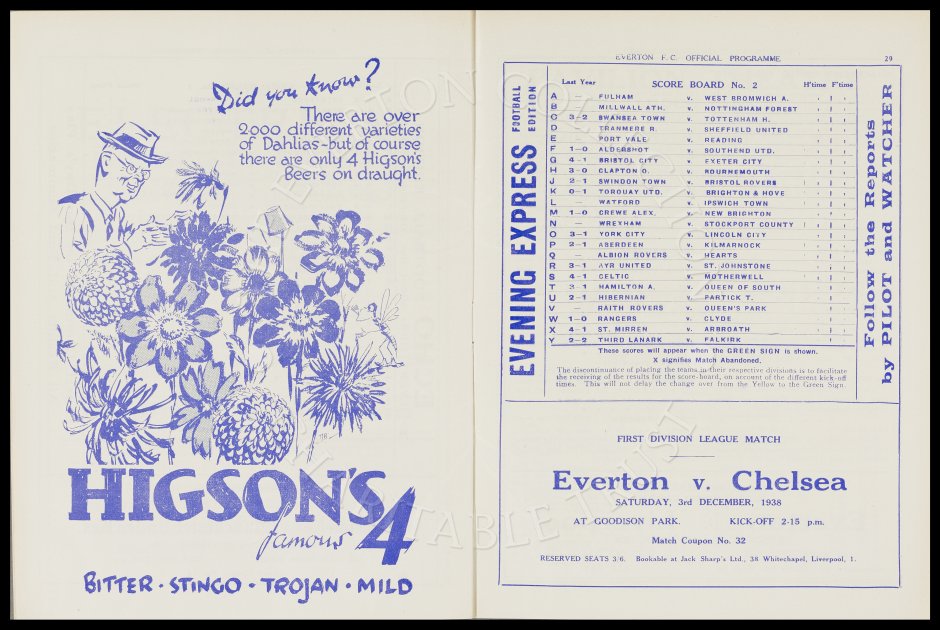 Did you know?
There are over
2000 different varieties
of Dahlias-but of course
there are only 4 Higson's
Beers on draught.
HIGSON'S
famous 4
BITTER · STINGO · TROJAN · MILD
EVERTON F.C. OFFICIAL PROGRAMME 29
EVENING EXPRESS FOOTBALL EDITION
Last Year SCORE BOARD No. 2 H'time F'time
A — FULHAM v. WEST BROMWICH A.
B — MILLWALL ATH. v. NOTTINGHAM FOREST
C 3-2 SWANSEA TOWN v. TOTTENHAM H.
D — TRANMERE R. v. SHEFFIELD UNITED
E — PORT VALE v. READING
F 1-0 ALDERSHOT v. SOUTHEND UTD.
G 4-1 BRISTOL CITY v. EXETER CITY
H 3-0 CLAPTON O. v. BOURNEMOUTH
J 2-1 SWINDON TOWN v. BRISTOL ROVERS
K 0-1 TORQUAY UTD. v. BRIGHTON & HOVE
L — WATFORD v. IPSWICH TOWN
M 1-0 CREWE ALEX. v. NEW BRIGHTON
N — WREXHAM v. STOCKPORT COUNTY
O 3-1 YORK CITY v. LINCOLN CITY
P 2-1 ABERDEEN v. KILMARNOCK
Q — ALBION ROVERS v. HEARTS
R 3-1 AYR UNITED v. ST. JOHNSTONE
S 4-1 CELTIC v. MOTHERWELL
T 3-1 HAMILTON A. v. QUEEN OF SOUTH
U 2-1 HIBERNIAN v. PARTICK T.
V — RAITH ROVERS v. QUEEN'S PARK
W 1-0 RANGERS v. CLYDE
X 4-1 ST. MIRREN v. ARBROATH
Y 2-2 THIRD LANARK v. FALKIRK
These scores will appear when the GREEN SIGN is shown.
X signifies Match Abandoned.
The discontinuance of placing the teams in their respective divisions is to facilitate
the receiving of the results for the score-board, on account of the different kick-off
times. This will not delay the change over from the Yellow to the Green Sign.
Follow the Reports
by PILOT and WATCHER
FIRST DIVISION LEAGUE MATCH
Everton v. Chelsea
SATURDAY, 3rd DECEMBER, 1938
AT GOODISON PARK. KICK-OFF 2-15 p.m.
Match Coupon No. 32
RESERVED SEATS 3/6. Bookable at Jack Sharp's Ltd., 38 Whitechapel, Liverpool, 1.